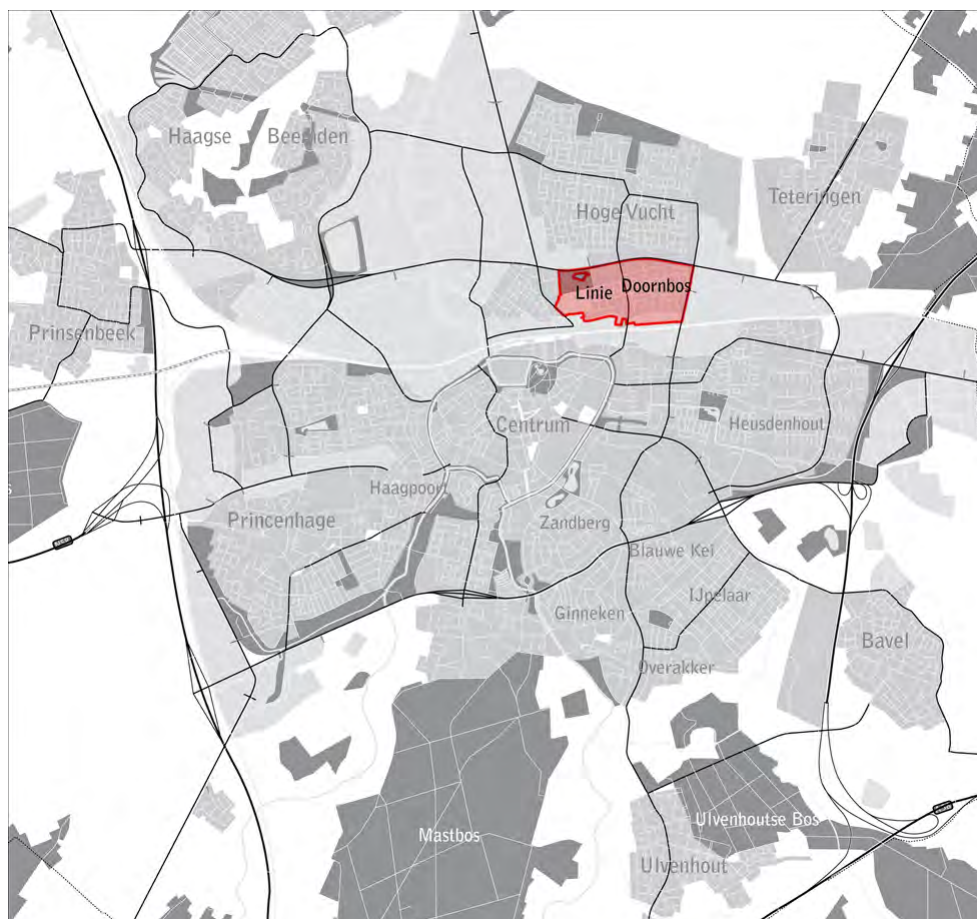 Haagse Beemden
Hoge Vucht
Teteringen
Linie
Doornbos
Prinsenbeek
Centrum
Heusdenhout
Haagpoort
Princenhage
Zandberg
Blauwe Kei
IJpelaar
Ginneken
Bavel
Overakker
Mastbos
Ulvenhoutse Bos
Ulvenhout